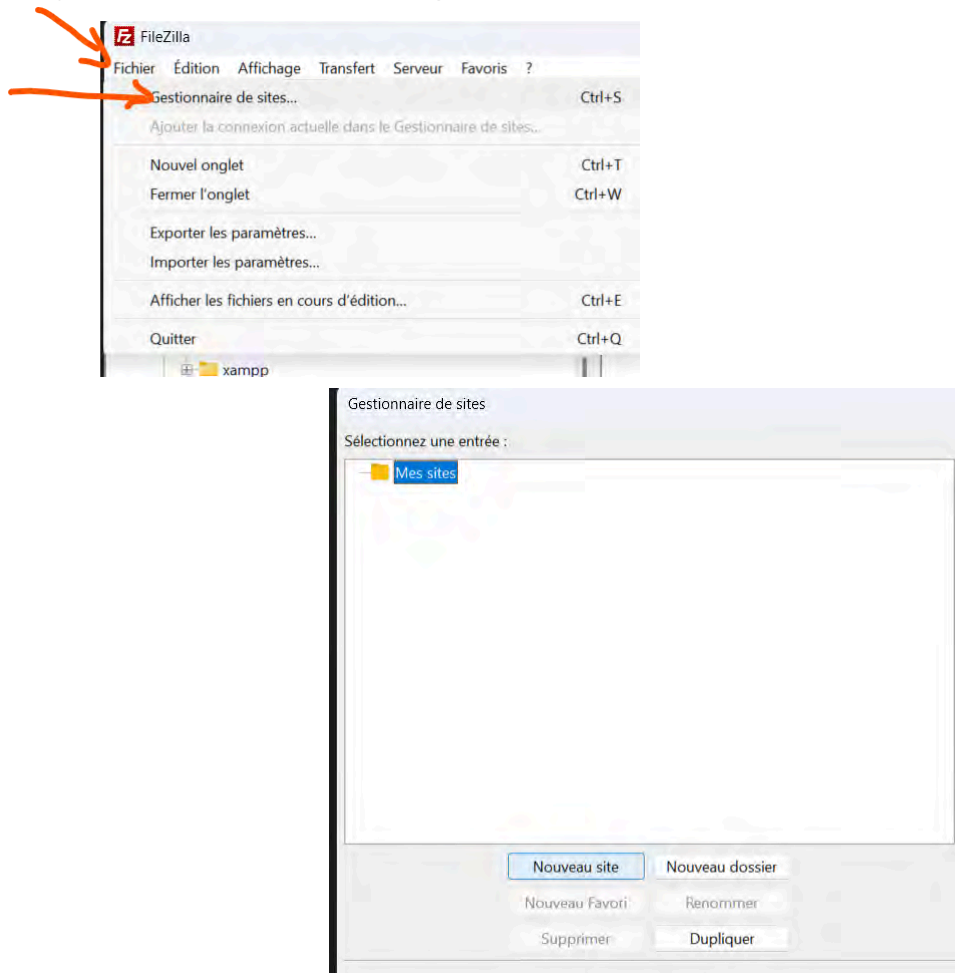 FileZilla
Fichier Édition Affichage Transfert Serveur Favoris ?
Gestionnaire de sites... Ctrl+S
Ajouter la connexion actuelle dans le Gestionnaire de sites...
Nouvel onglet Ctrl+T
Fermer l'onglet Ctrl+W
Exporter les paramètres...
Importer les paramètres...
Afficher les fichiers en cours d'édition... Ctrl+E
Quitter Ctrl+Q
xampp
Gestionnaire de sites
Sélectionnez une entrée :
Mes sites
Nouveau site Nouveau dossier
Nouveau Favori Renommer
Supprimer Dupliquer